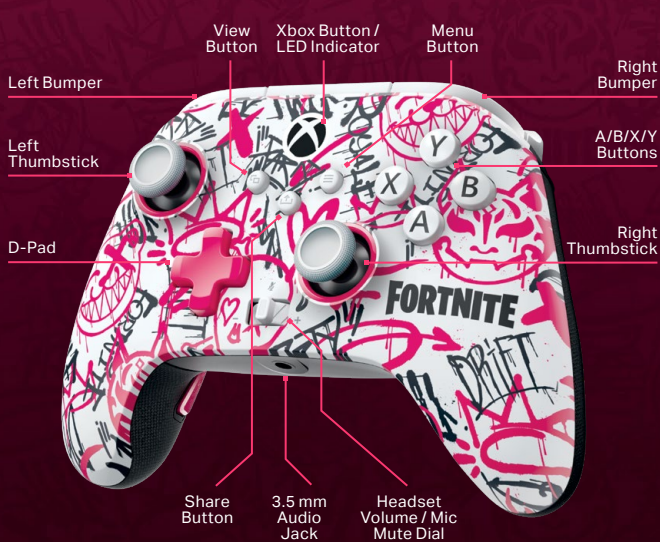 View
Button
Xbox Button /
LED Indicator
Menu
Button
Left Bumper
Right
Bumper
Left
Thumbstick
A/B/X/Y
Buttons
Y
X
B
A
D-Pad
Right
Thumbstick
FORTNITE
DRIFT
Share
Button
3.5 mm
Audio
Jack
Headset
Volume / Mic
Mute Dial